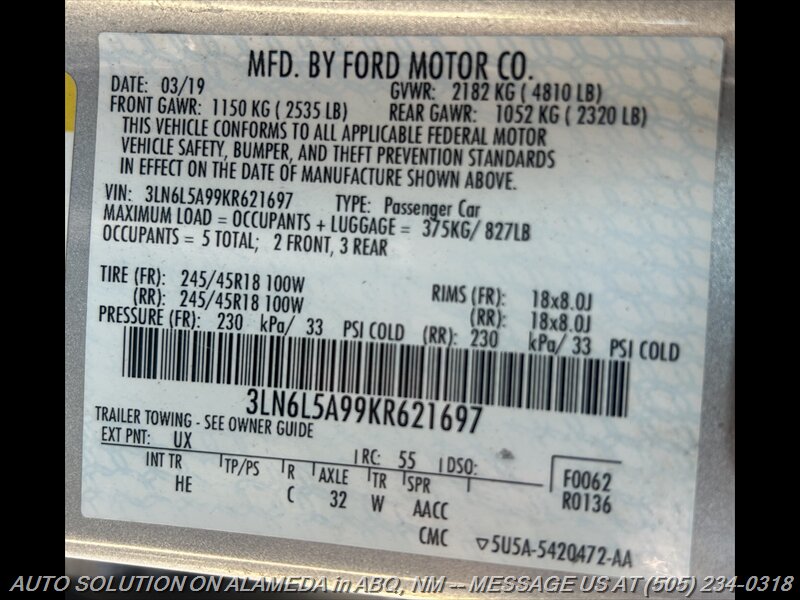 MFD. BY FORD MOTOR CO.
DATE: 03/19 GVWR: 2182 KG ( 4810 LB)
FRONT GAWR: 1150 KG ( 2535 LB) REAR GAWR: 1052 KG ( 2320 LB)
THIS VEHICLE CONFORMS TO ALL APPLICABLE FEDERAL MOTOR
VEHICLE SAFETY, BUMPER, AND THEFT PREVENTION STANDARDS
IN EFFECT ON THE DATE OF MANUFACTURE SHOWN ABOVE.
VIN: 3LN6L5A99KR621697 TYPE: Passenger Car
MAXIMUM LOAD = OCCUPANTS + LUGGAGE = 375KG/ 827LB
OCCUPANTS = 5 TOTAL; 2 FRONT, 3 REAR
TIRE (FR): 245/45R18 100W RIMS (FR): 18x8.0J
(RR): 245/45R18 100W (RR): 18x8.0J
PRESSURE (FR): 230 kPa/ 33 PSI COLD (RR): 230 kPa/ 33 PSI COLD
3LN6L5A99KR621697
TRAILER TOWING - SEE OWNER GUIDE
EXT PNT: UX RC: 55 DSO: F0062
INT TR TP/PS R AXLE TR SPR R0136
HE C 32 W AACC
CMC ▽5U5A-5420472-AA
AUTO SOLUTION ON ALAMEDA in ABQ, NM -- MESSAGE US AT (505) 234-0318